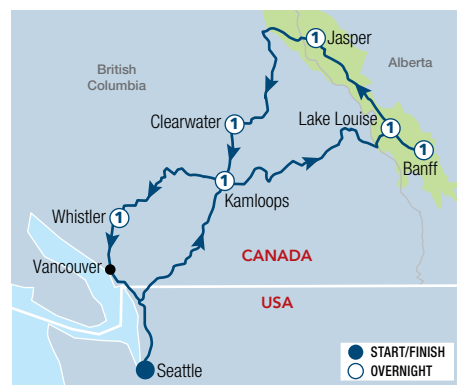 Jasper
1
British
Columbia
Alberta
Clearwater
1
Lake Louise
1
1
Banff
1
Kamloops
Whistler
1
Vancouver
CANADA
USA
Seattle
START/FINISH
OVERNIGHT